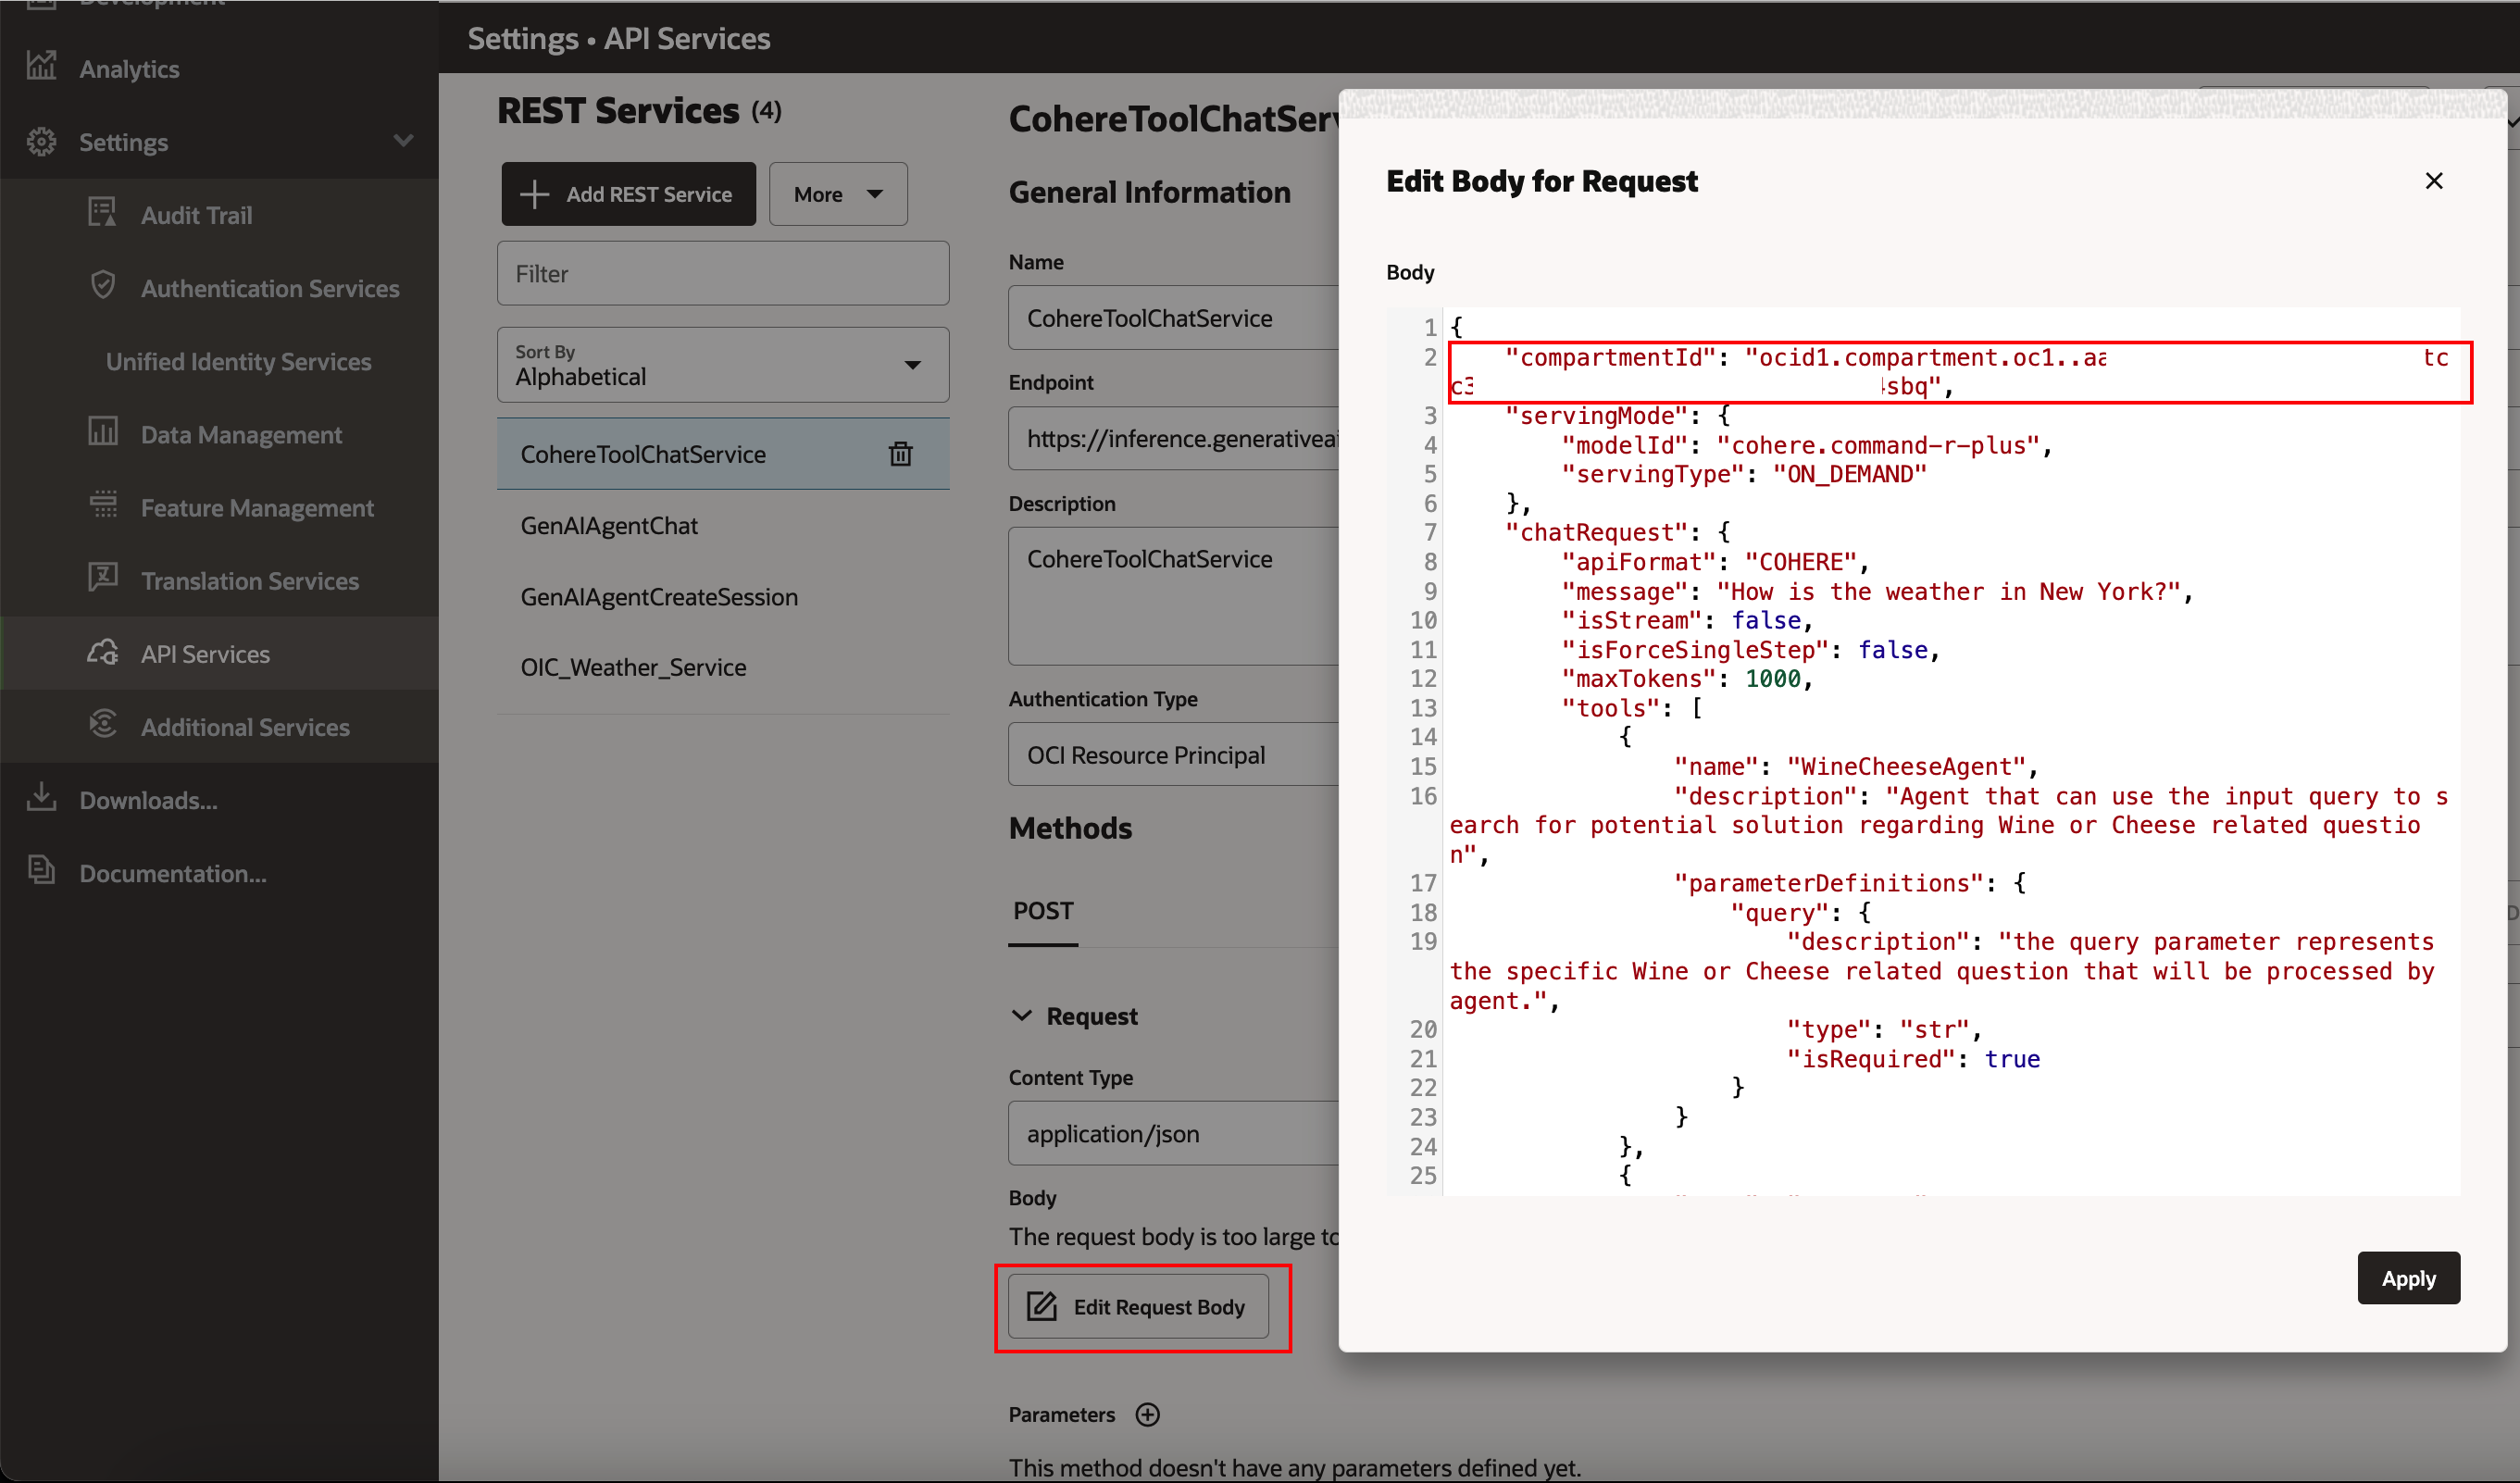 Development
Analytics
Settings
Audit Trail
Authentication Services
Unified Identity Services
Data Management
Feature Management
Translation Services
API Services
Additional Services
Downloads...
Documentation...
Settings • API Services
REST Services (4)
Add REST Service
More
Filter
Sort By
Alphabetical
CohereToolChatService
GenAIAgentChat
GenAIAgentCreateSession
OIC_Weather_Service
CohereToolChatServ
General Information
Name
CohereToolChatService
Endpoint
https://inference.generativeai
Description
CohereToolChatService
Authentication Type
OCI Resource Principal
Methods
POST
Request
Content Type
application/json
Body
The request body is too large to
Edit Request Body
Parameters
This method doesn't have any parameters defined yet.
Edit Body for Request
Body
1 {
2 "compartmentId": "ocid1.compartment.oc1..aa tc
c3 4sbq",
3 "servingMode": {
4 "modelId": "cohere.command-r-plus",
5 "servingType": "ON_DEMAND"
6 },
7 "chatRequest": {
8 "apiFormat": "COHERE",
9 "message": "How is the weather in New York?",
10 "isStream": false,
11 "isForceSingleStep": false,
12 "maxTokens": 1000,
13 "tools": [
14 {
15 "name": "WineCheeseAgent",
16 "description": "Agent that can use the input query to s
earch for potential solution regarding Wine or Cheese related questio
n",
17 "parameterDefinitions": {
18 "query": {
19 "description": "the query parameter represents
the specific Wine or Cheese related question that will be processed by
agent.",
20 "type": "str",
21 "isRequired": true
22 }
23 }
24 },
25 {
Apply